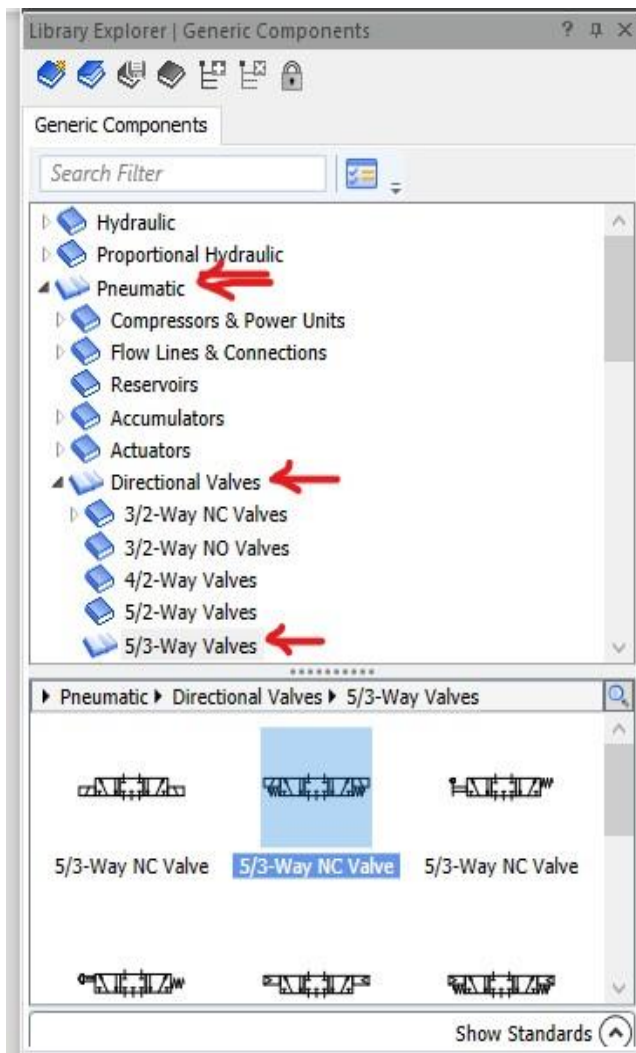 Library Explorer | Generic Components
Generic Components
Search Filter
Hydraulic
Proportional Hydraulic
Pneumatic
Compressors & Power Units
Flow Lines & Connections
Reservoirs
Accumulators
Actuators
Directional Valves
3/2-Way NC Valves
3/2-Way NO Valves
4/2-Way Valves
5/2-Way Valves
5/3-Way Valves
Pneumatic Directional Valves 5/3-Way Valves
5/3-Way NC Valve 5/3-Way NC Valve 5/3-Way NC Valve
Show Standards